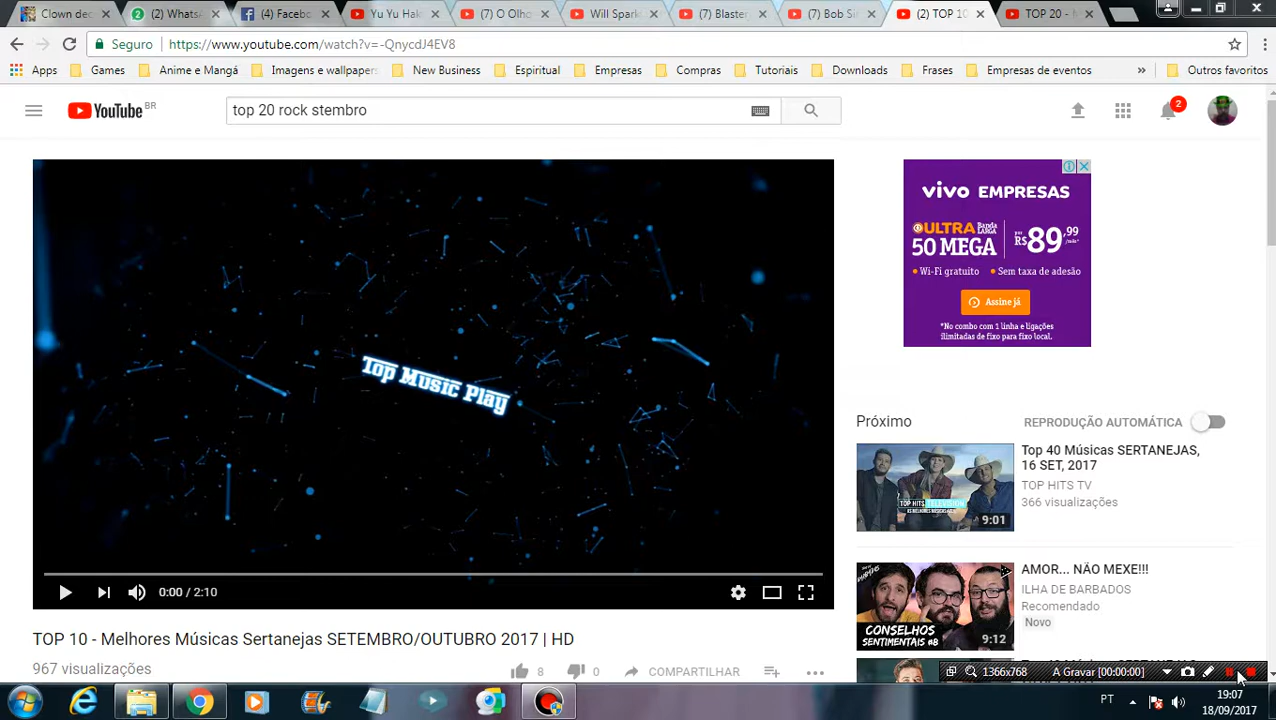 Clown dec
(2) Whats
(4) Faceb
Yu Yu Hak
(7) O Olho
Will Spark
(7) Blaster
(7) Bob Si
(2) TOP 10
TOP 20 -
Seguro https://www.youtube.com/watch?v=-QnycdJ4EV8
Apps Games Anime e Mangá Imagens e wallpapers New Business Espiritual Empresas Compras Tutoriais Downloads Frases Empresas de eventos » Outros favoritos
YouTube BR
top 20 rock stembro
2
Top Music Play
vivo EMPRESAS
ULTRA BANDA LARGA
50 MEGA
POR R$89,99 /mês*
• Wi-Fi gratuito • Sem taxa de adesão
Assine já
*No combo com 1 linha e ligações
ilimitadas de fixo para fixo local.
Próximo REPRODUÇÃO AUTOMÁTICA
TOP HITS
9:01
Top 40 Músicas SERTANEJAS,
16 SET, 2017
TOP HITS TV
366 visualizações
CONSELHOS
SENTIMENTAIS #8
9:12
AMOR... NÃO MEXE!!!
ILHA DE BARBADOS
Recomendado
Novo
0:00 / 2:10
TOP 10 - Melhores Músicas Sertanejas SETEMBRO/OUTUBRO 2017 | HD
967 visualizações
8 0 COMPARTILHAR
1366x768 A Gravar [00:00:00]
PT
19:07
18/09/2017